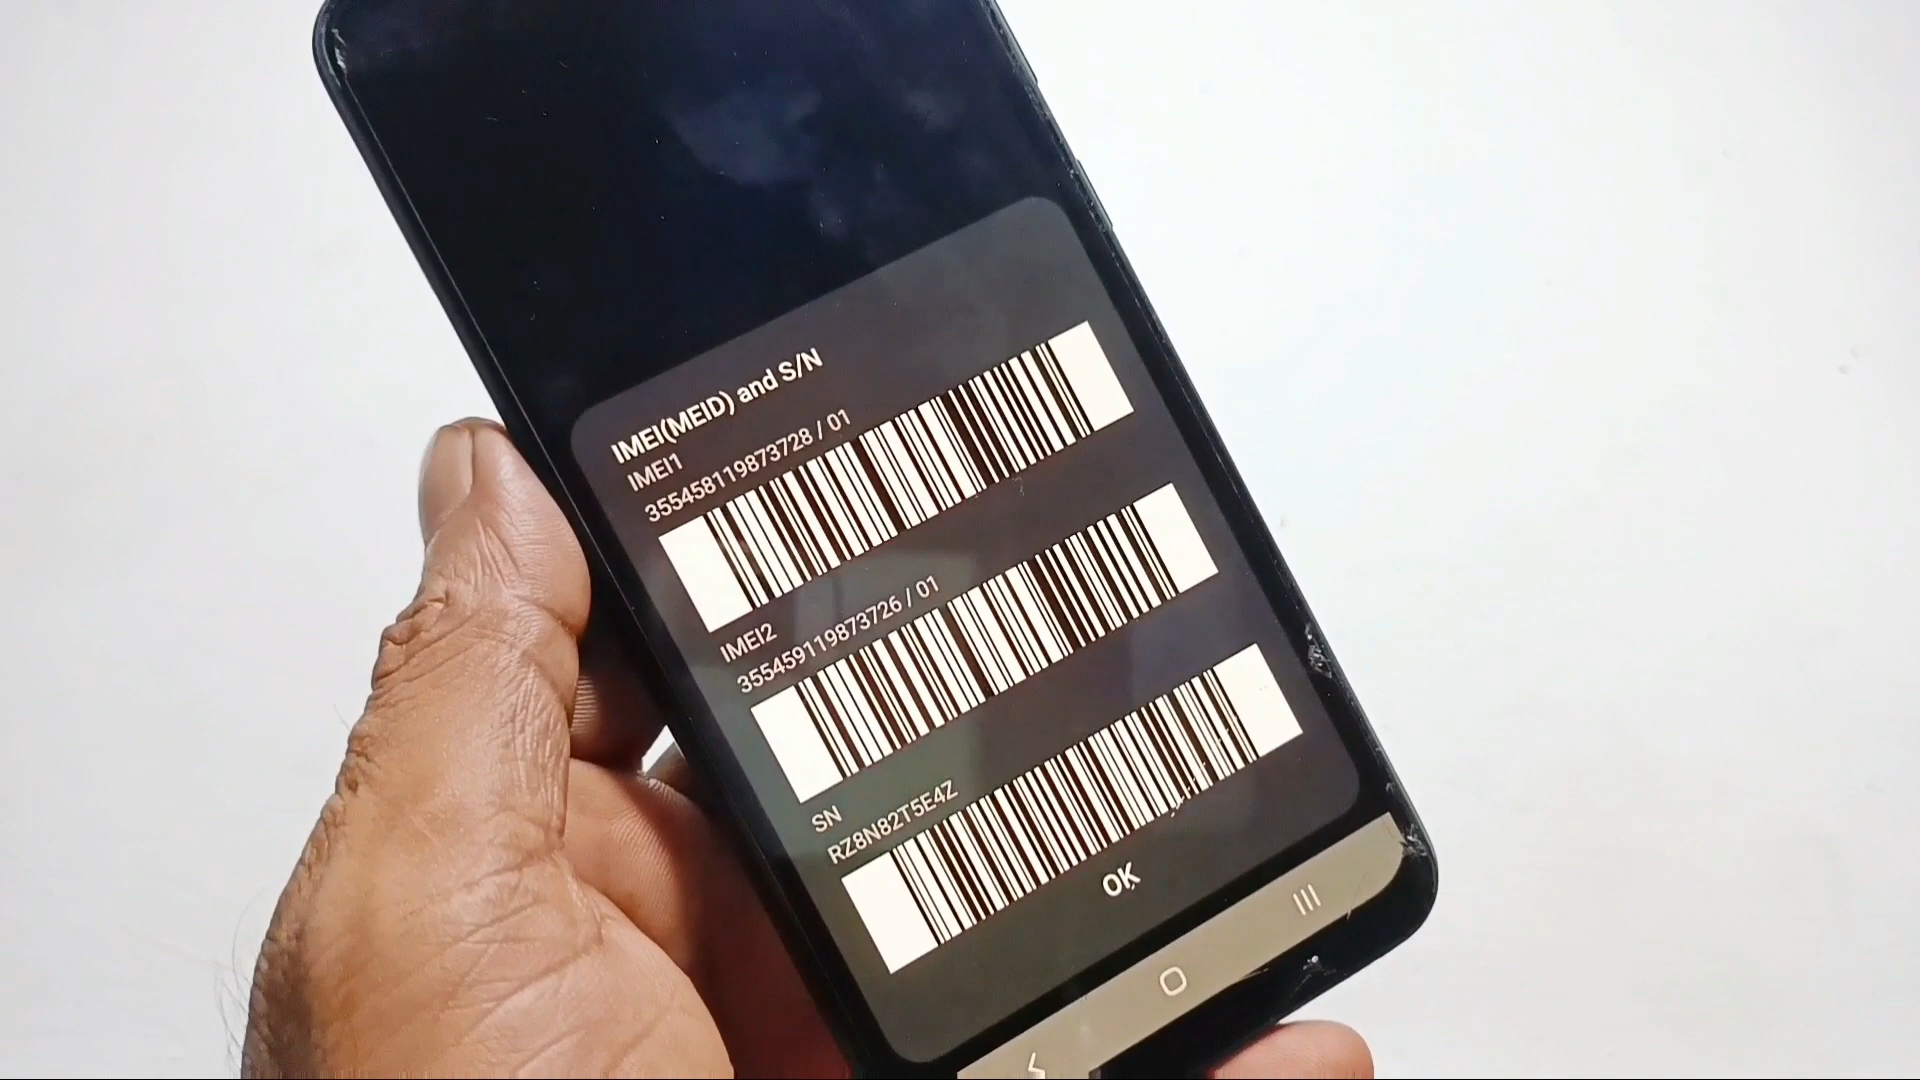 IMEI(MEID) and S/N
IMEI1
355458119873728 / 01
IMEI2
355459119873726 / 01
SN
RZ8N82T5E4Z
OK